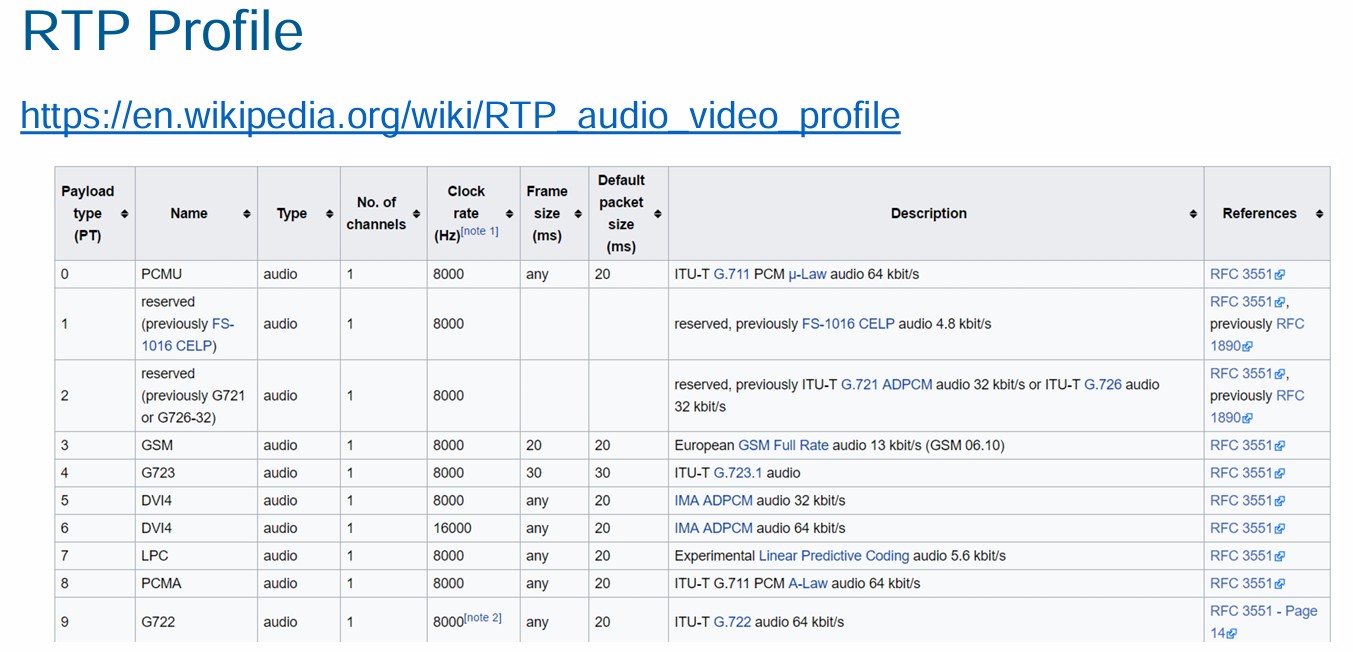 RTP Profile
https://en.wikipedia.org/wiki/RTP_audio_video_profile
Payload type (PT) Name Type No. of channels Clock rate (Hz)[note 1] Frame size (ms) Default packet size (ms) Description References
0 PCMU audio 1 8000 any 20 ITU-T G.711 PCM µ-Law audio 64 kbit/s RFC 3551
1 reserved (previously FS-1016 CELP) audio 1 8000 reserved, previously FS-1016 CELP audio 4.8 kbit/s RFC 3551, previously RFC 1890
2 reserved (previously G721 or G726-32) audio 1 8000 reserved, previously ITU-T G.721 ADPCM audio 32 kbit/s or ITU-T G.726 audio 32 kbit/s RFC 3551, previously RFC 1890
3 GSM audio 1 8000 20 20 European GSM Full Rate audio 13 kbit/s (GSM 06.10) RFC 3551
4 G723 audio 1 8000 30 30 ITU-T G.723.1 audio RFC 3551
5 DVI4 audio 1 8000 any 20 IMA ADPCM audio 32 kbit/s RFC 3551
6 DVI4 audio 1 16000 any 20 IMA ADPCM audio 64 kbit/s RFC 3551
7 LPC audio 1 8000 any 20 Experimental Linear Predictive Coding audio 5.6 kbit/s RFC 3551
8 PCMA audio 1 8000 any 20 ITU-T G.711 PCM A-Law audio 64 kbit/s RFC 3551
9 G722 audio 1 8000[note 2] any 20 ITU-T G.722 audio 64 kbit/s RFC 3551 - Page 14